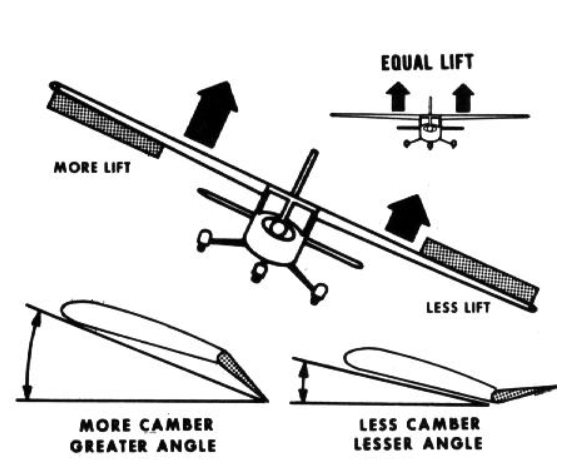 EQUAL LIFT
MORE LIFT
LESS LIFT
MORE CAMBER
GREATER ANGLE
LESS CAMBER
LESSER ANGLE